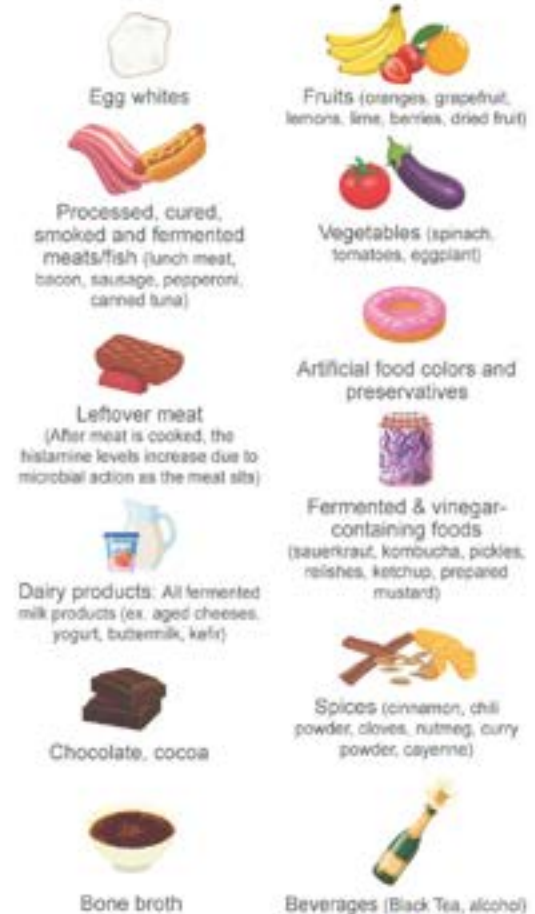 Egg whites
Processed, cured,
smoked and fermented
meats/fish (lunch meat,
bacon, sausage, pepperoni,
canned tuna)
Leftover meat
(After meat is cooked, the
histamine levels increase due to
microbial action as the meat sits)
Dairy products: All fermented
milk products (ex. aged cheeses,
yogurt, buttermilk, kefir)
Chocolate, cocoa
Bone broth
Fruits (oranges, grapefruit,
lemons, lime, berries, dried fruit)
Vegetables (spinach,
tomatoes, eggplant)
Artificial food colors and
preservatives
Fermented & vinegar-
containing foods
(sauerkraut, kombucha, pickles,
relishes, ketchup, prepared
mustard)
Spices (cinnamon, chili
powder, cloves, nutmeg, curry
powder, cayenne)
Beverages (Black Tea, alcohol)